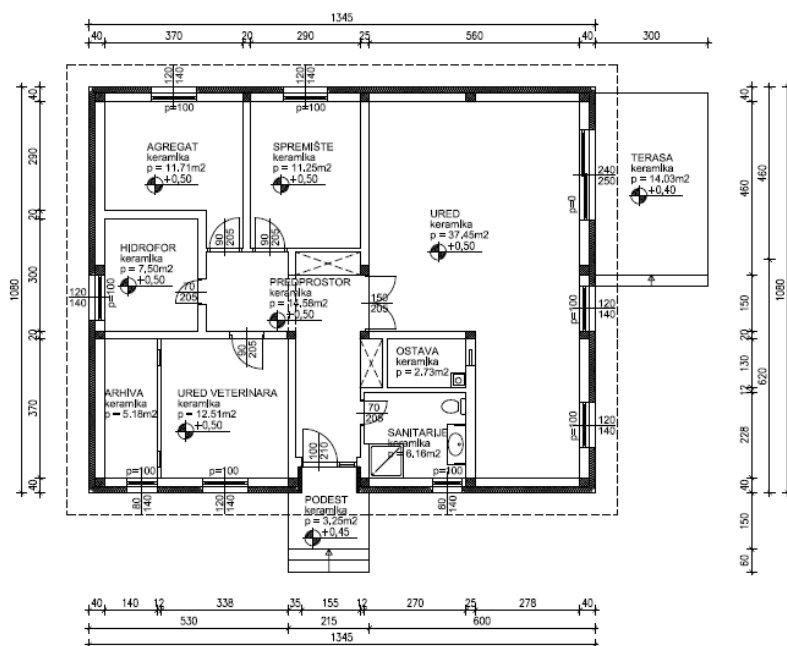 1345
40 370 20 290 25 560 40 300
120
140
p=100
120
140
p=100
40
290
20
300
20
370
40
1080
AGREGAT
keramika
p = 11.71m2
+0,50
SPREMIŠTE
keramika
p = 11.25m2
+0,50
URED
keramika
p = 37.45m2
+0,50
240
250
p=0
TERASA
keramika
p = 14.03m2
+0,40
40
460
150
20
130
12
228
40
150
60
460
620
1080
HIDROFOR
keramika
p = 7,50m2
+0,50
90
205
90
205
70
205
120
140
p=100
PREDPROSTOR
keramika
p = 14,58m2
+0,50
150
205
p=100
120
140
90
205
OSTAVA
keramika
p = 2.73m2
ARHIVA
keramika
p = 5.18m2
URED VETERINARA
keramika
p = 12.51m2
+0,50
70
205
SANITARIJE
keramika
p = 6,16m2
p=100
120
140
100
210
p=100
80
140
p=100
120
140
p=100
80
140
PODEST
keramika
p = 3,25m2
+0,45
40 140 12 338 35 155 12 270 25 278 40
530 215 600
1345